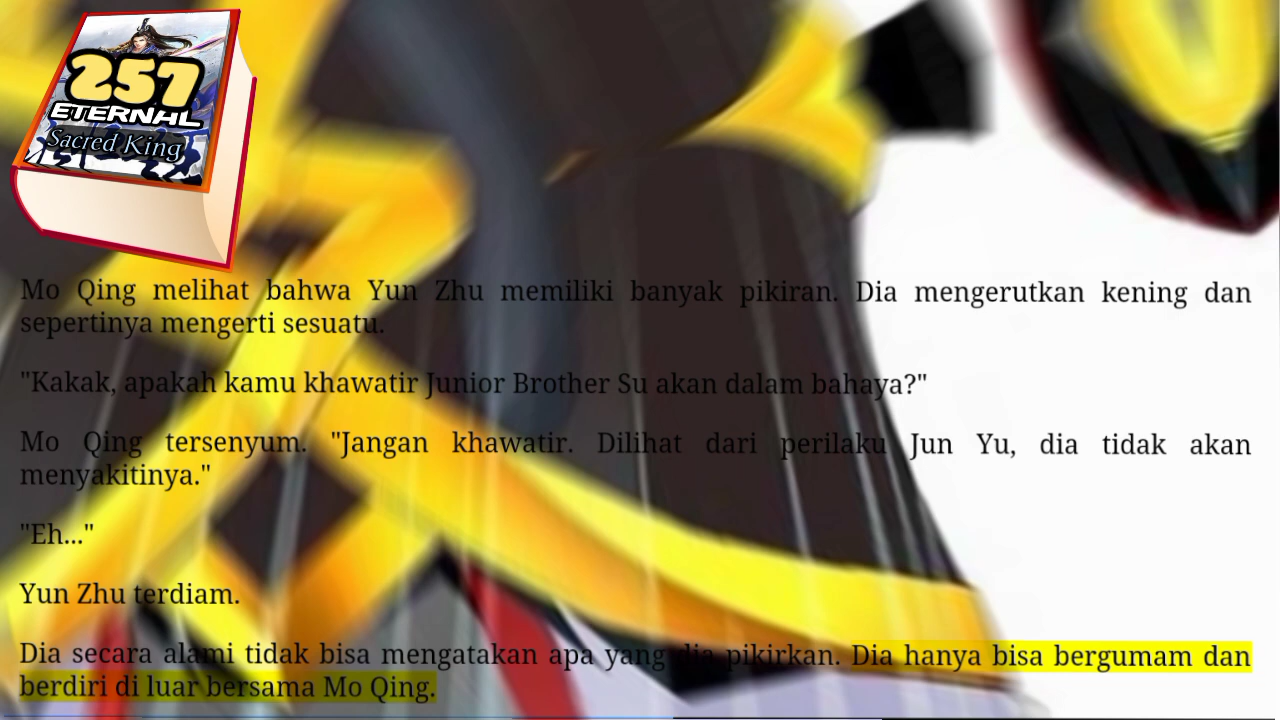 257
ETERNAL
Sacred King
Mo Qing melihat bahwa Yun Zhu memiliki banyak pikiran. Dia mengerutkan kening dan
sepertinya mengerti sesuatu.
"Kakak, apakah kamu khawatir Junior Brother Su akan dalam bahaya?"
Mo Qing tersenyum. "Jangan khawatir. Dilihat dari perilaku Jun Yu, dia tidak akan
menyakitinya."
"Eh..."
Yun Zhu terdiam.
Dia secara alami tidak bisa mengatakan apa yang dia pikirkan. Dia hanya bisa bergumam dan
berdiri di luar bersama Mo Qing.